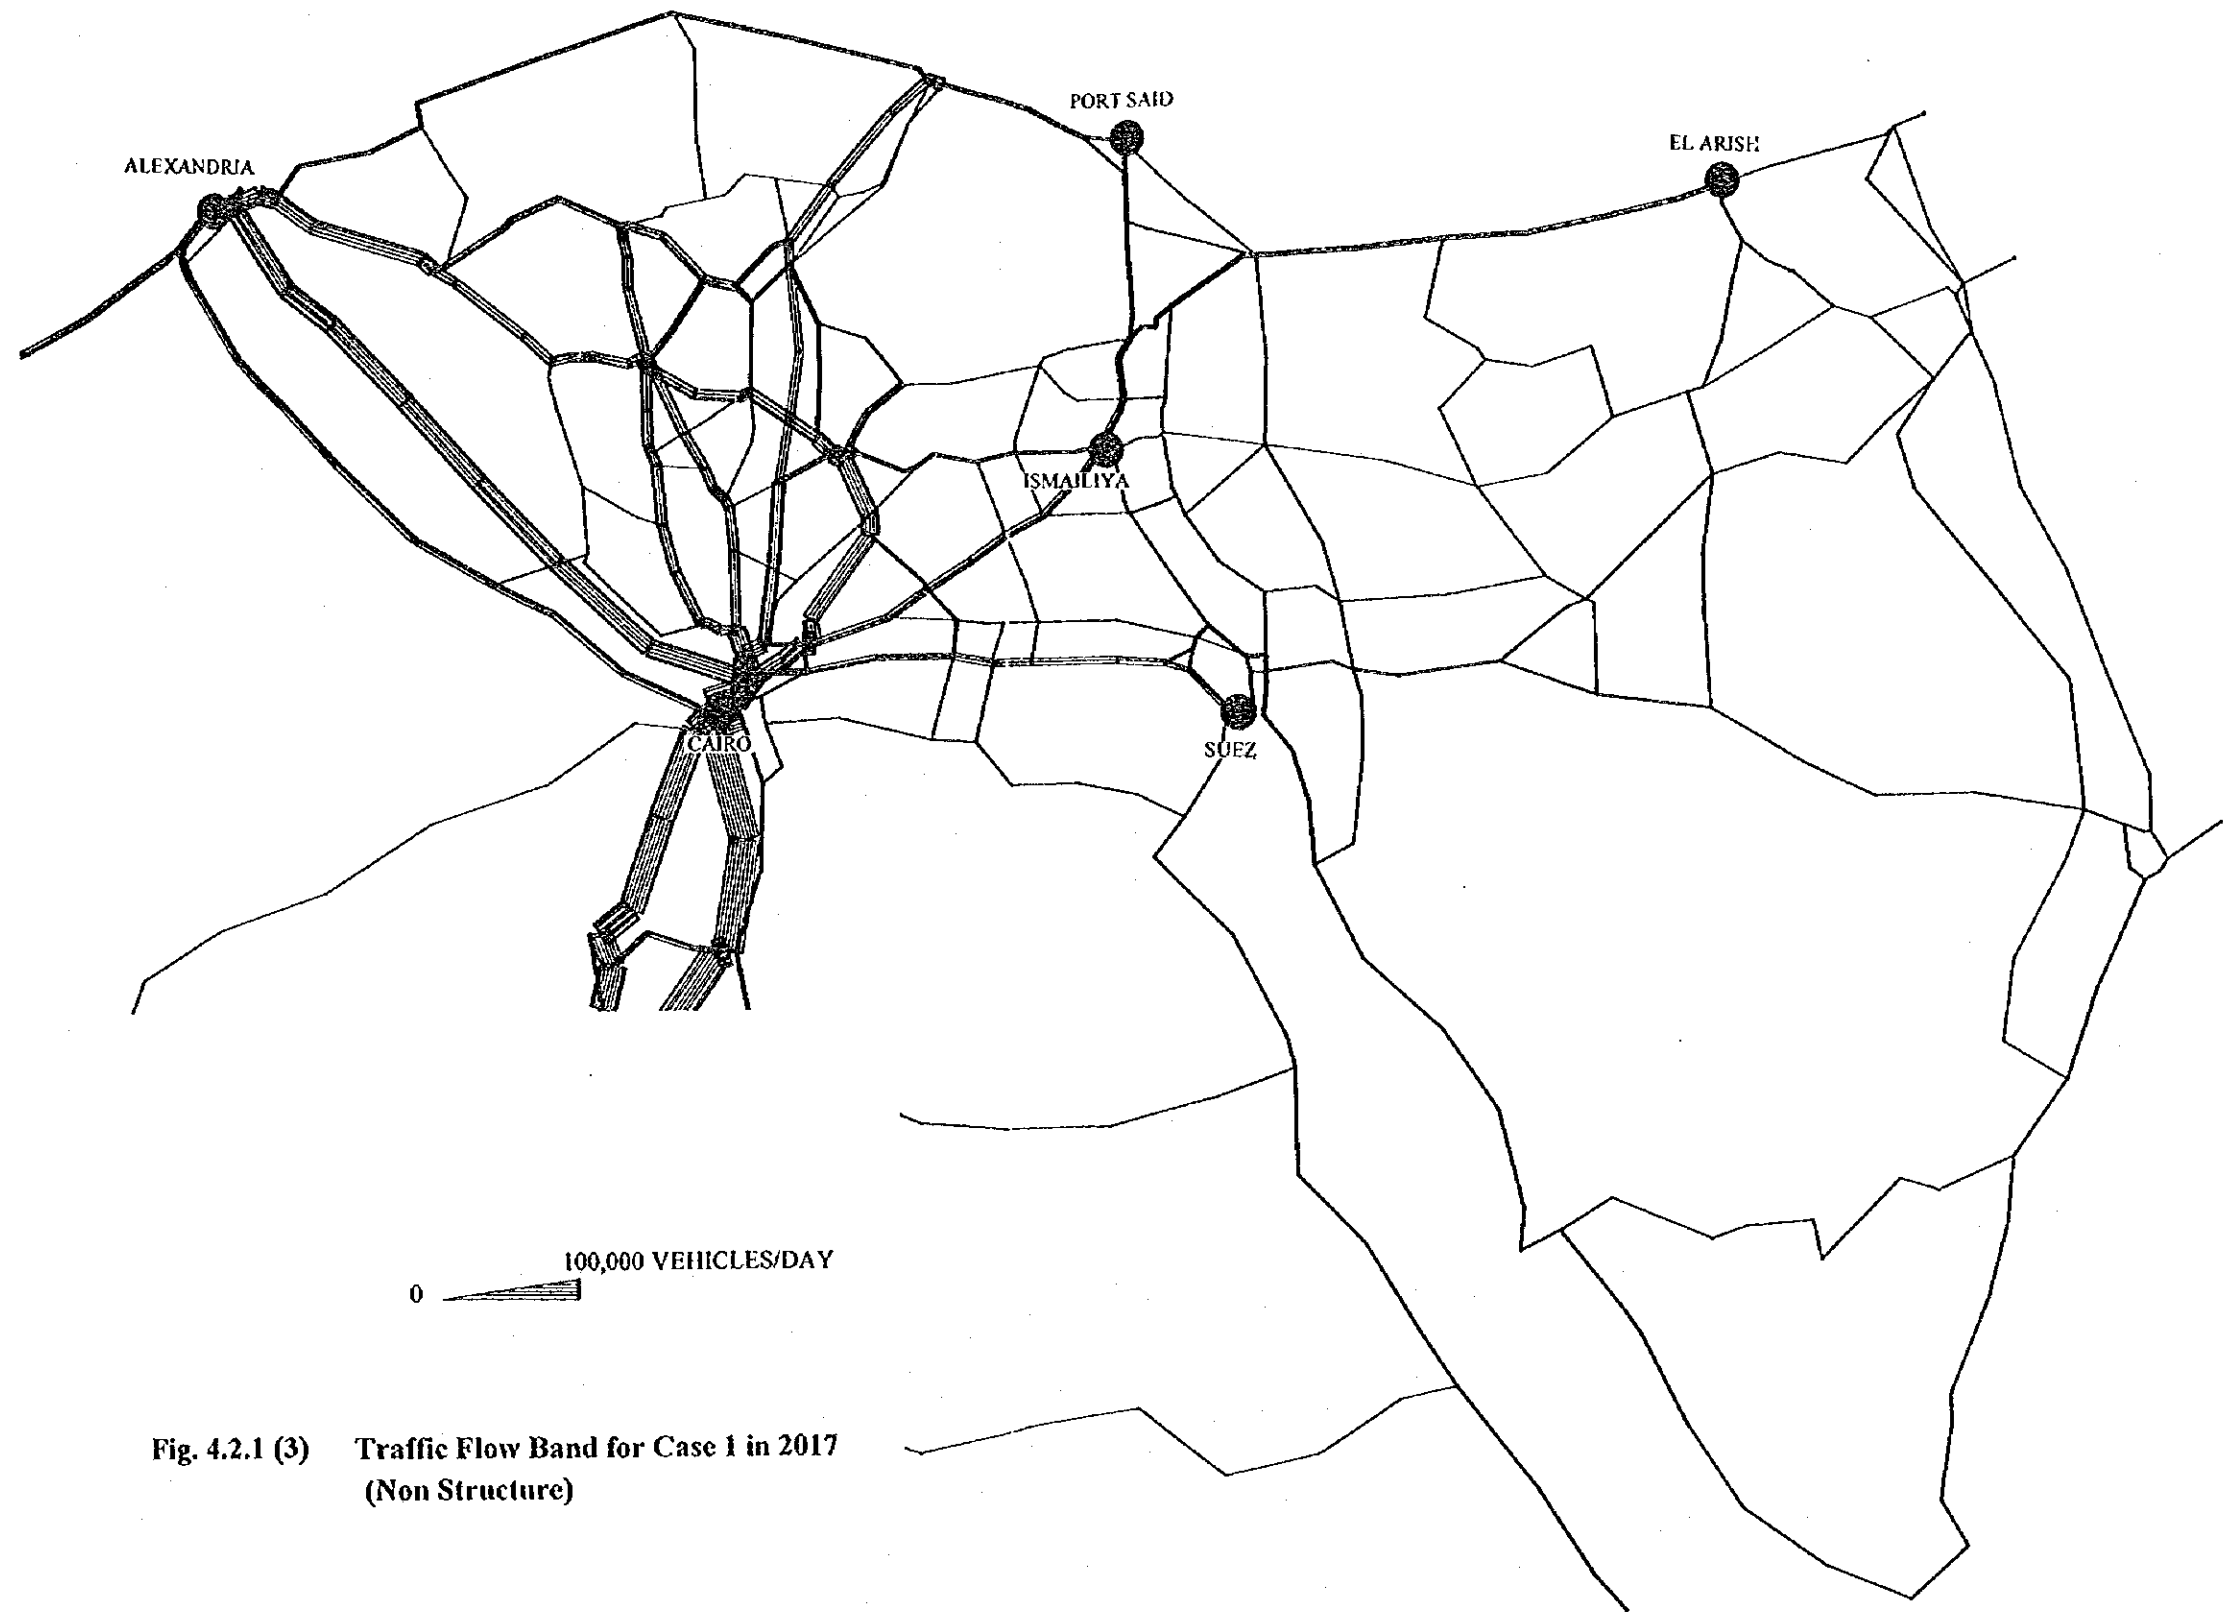 PORT SAID
EL ARISH
ALEXANDRIA
ISMAILIYA
CAIRO
SUEZ
100,000 VEHICLES/DAY
0
Fig. 4.2.1 (3) Traffic Flow Band for Case 1 in 2017
(Non Structure)